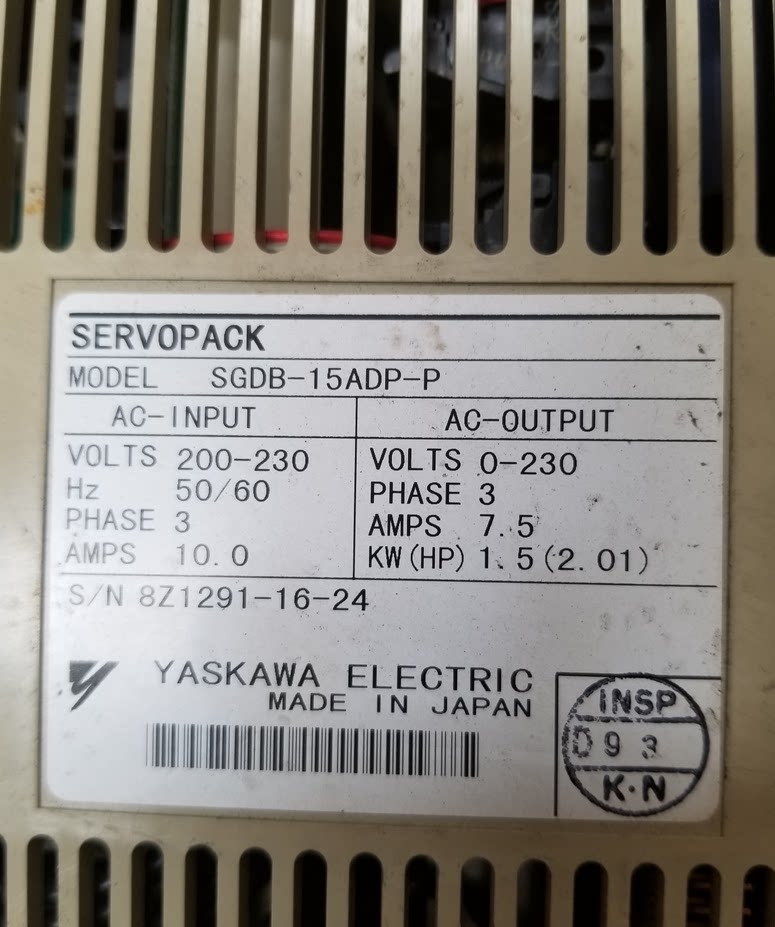 SERVOPACK
MODEL SGDB-15ADP-P
AC-INPUT
VOLTS 200-230
Hz 50/60
PHASE 3
AMPS 10.0
AC-OUTPUT
VOLTS 0-230
PHASE 3
AMPS 7.5
KW(HP) 1.5(2.01)
S/N 8Z1291-16-24
YASKAWA ELECTRIC
MADE IN JAPAN
INSP
D93
K·N